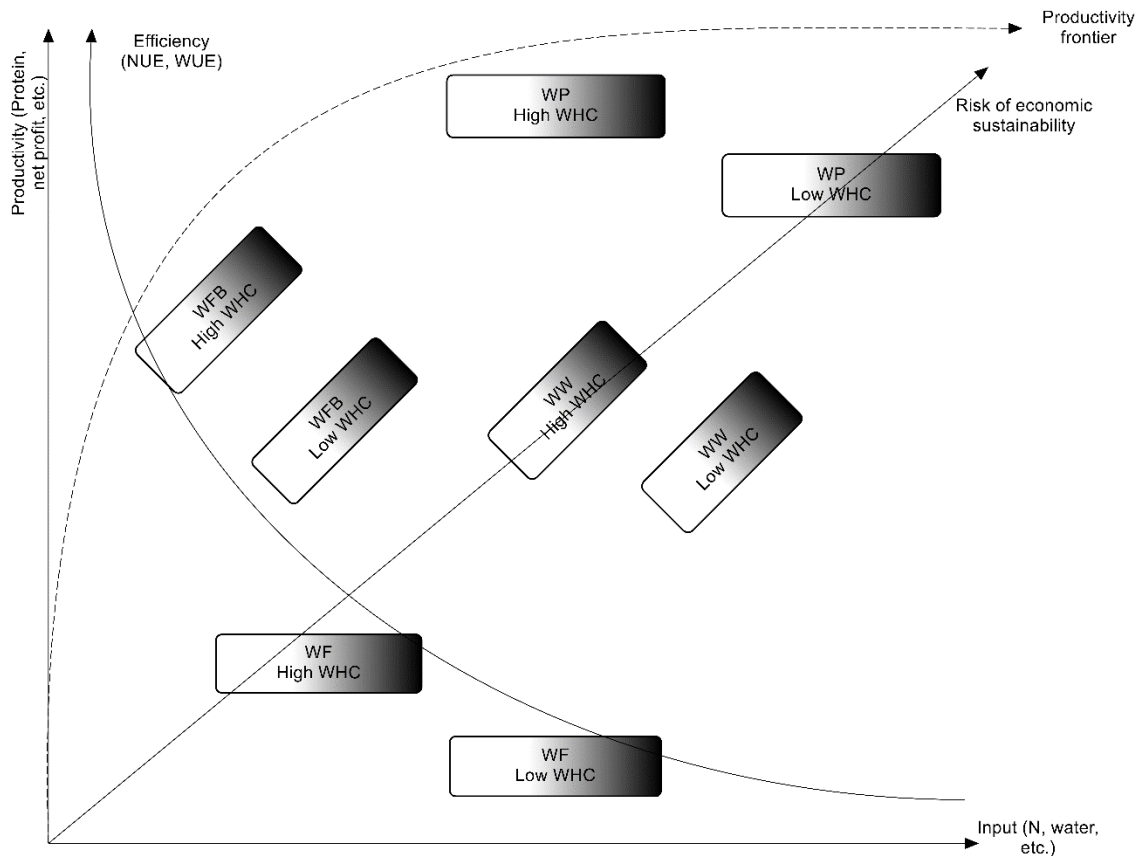 Efficiency
(NUE, WUE)
Productivity
frontier
Productivity (Protein,
net profit, etc.)
Risk of economic
sustainability
WP
High WHC
WP
Low WHC
WFB
High WHC
WFB
Low WHC
WW
High WHC
WW
Low WHC
WF
High WHC
WF
Low WHC
Input (N, water,
etc.)